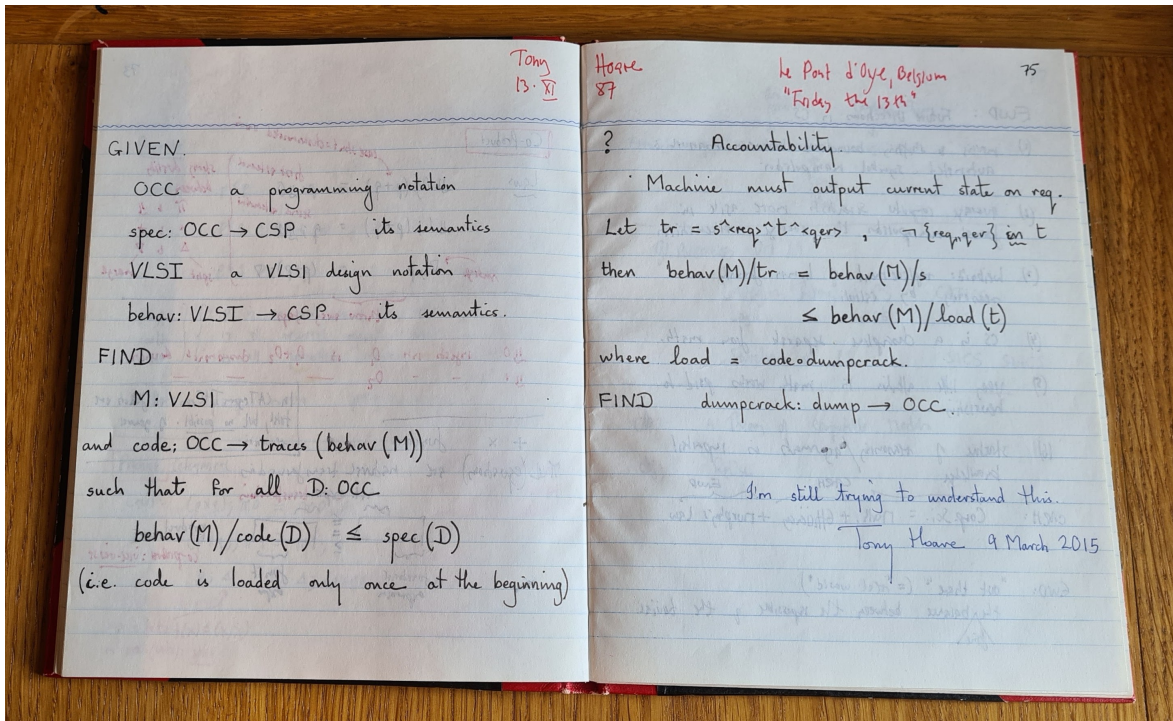 Tony
13. XI
GIVEN.
OCC a programming notation
spec: OCC → CSP its semantics
VLSI a VLSI design notation
behav: VLSI → CSP its semantics.
FIND
M: VLSI
and code: OCC → traces (behav(M))
such that for all D: OCC
behav(M)/code(D) ≤ spec(D)
(i.e. code is loaded only once at the beginning)
Hoare
87
Le Pont d'Oye, Belgium
"Friday the 13th"
75
? Accountability
Machine must output current state on req.
Let tr = s^<req>^t^<qer>, ¬{req,qer} in t
then behav(M)/tr = behav(M)/s
≤ behav(M)/load(t)
where load = code∘dumpcrack.
FIND dumpcrack: dump → OCC.
I'm still trying to understand this.
Tony Hoare 9 March 2015